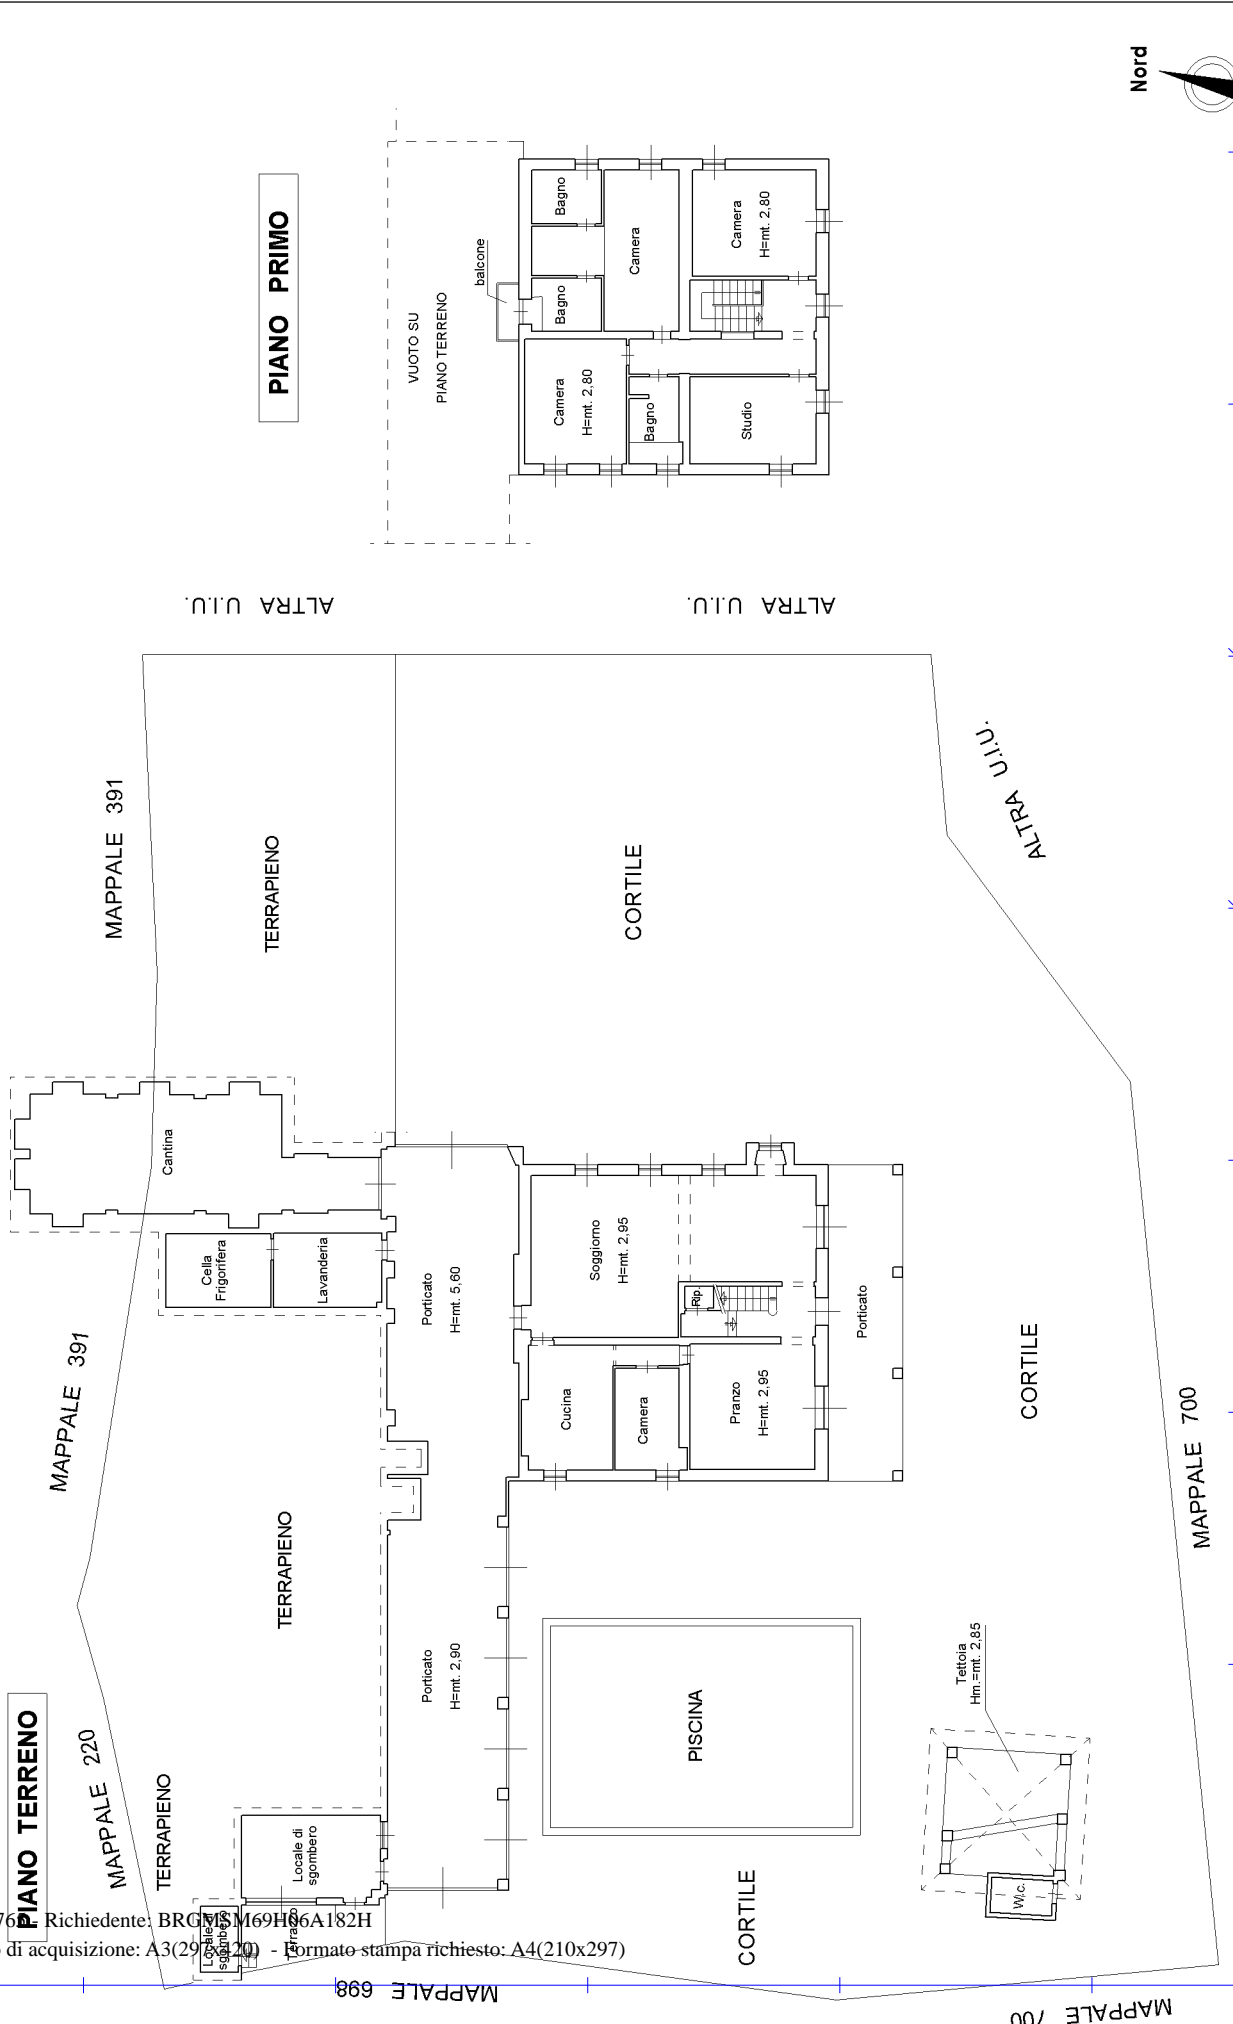 Nord
PIANO PRIMO
VUOTO SU
PIANO TERRENO
balcone
Bagno
Bagno
Camera
Camera
H=mt. 2,80
Camera
H=mt. 2,80
Bagno
Studio
ALTRA U.I.U.
ALTRA U.I.U.
ALTRA U.I.U.
MAPPALE 391
TERRAPIENO
CORTILE
Cantina
Cella
Frigorifera
Lavanderia
Porticato
H=mt. 5,60
Soggiorno
H=mt. 2,95
Rip.
Porticato
Cucina
Camera
Pranzo
H=mt. 2,95
CORTILE
MAPPALE 391
MAPPALE 700
TERRAPIENO
Porticato
H=mt. 2,90
PISCINA
Tettoia
Hm.=mt. 2,85
W.c.
PIANO TERRENO
MAPPALE 220
TERRAPIENO
Locale di
sgombero
Locale di
sgombero
Terrazzo
CORTILE
MAPPALE 698
MAPPALE 700
- Richiedente: BRGMSM69H06A182H
di acquisizione: A3(297x420) - Formato stampa richiesto: A4(210x297)